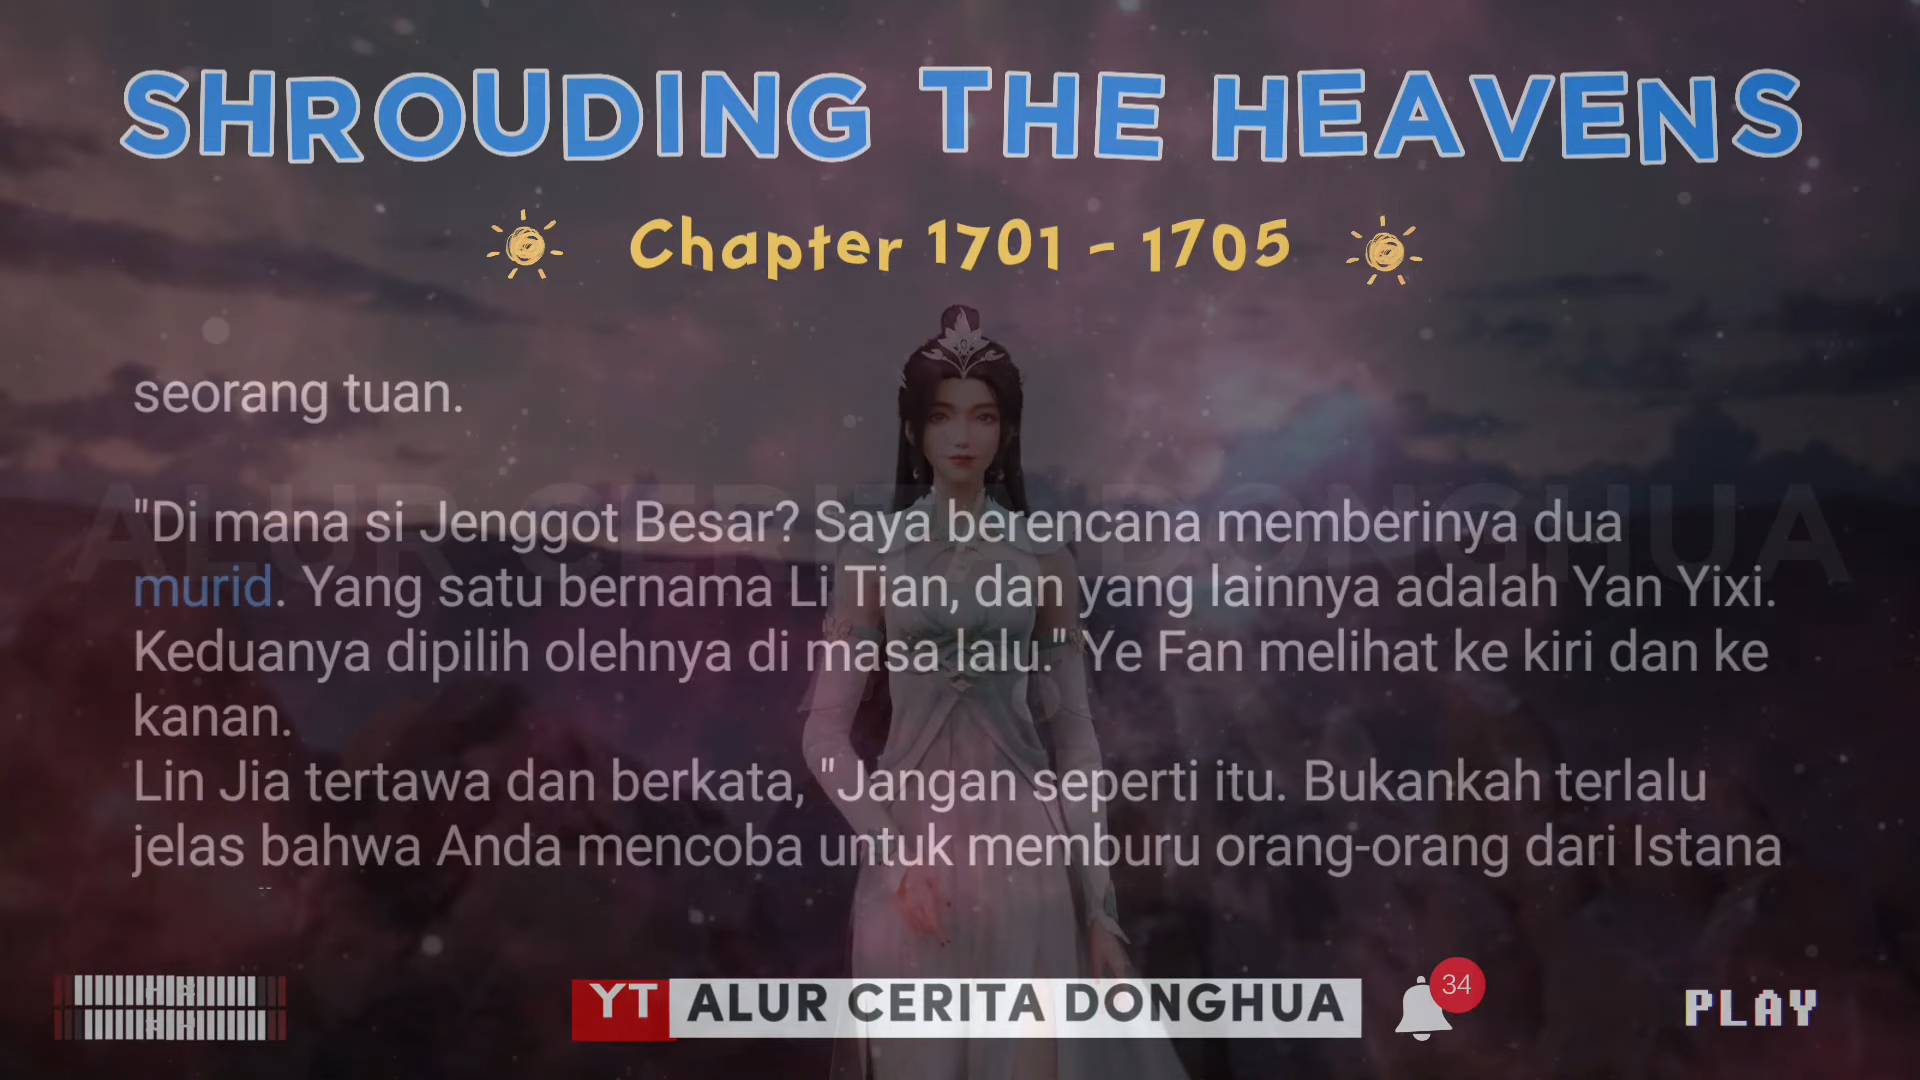 SHROUDING THE HEAVENS
Chapter 1701 - 1705
seorang tuan.
"Di mana si Jenggot Besar? Saya berencana memberinya dua
murid. Yang satu bernama Li Tian, dan yang lainnya adalah Yan Yixi.
Keduanya dipilih olehnya di masa lalu." Ye Fan melihat ke kiri dan ke
kanan.
Lin Jia tertawa dan berkata, "Jangan seperti itu. Bukankah terlalu
jelas bahwa Anda mencoba untuk memburu orang-orang dari Istana
ALUR CERITA DONGHUA
YT ALUR CERITA DONGHUA
34
PLAY